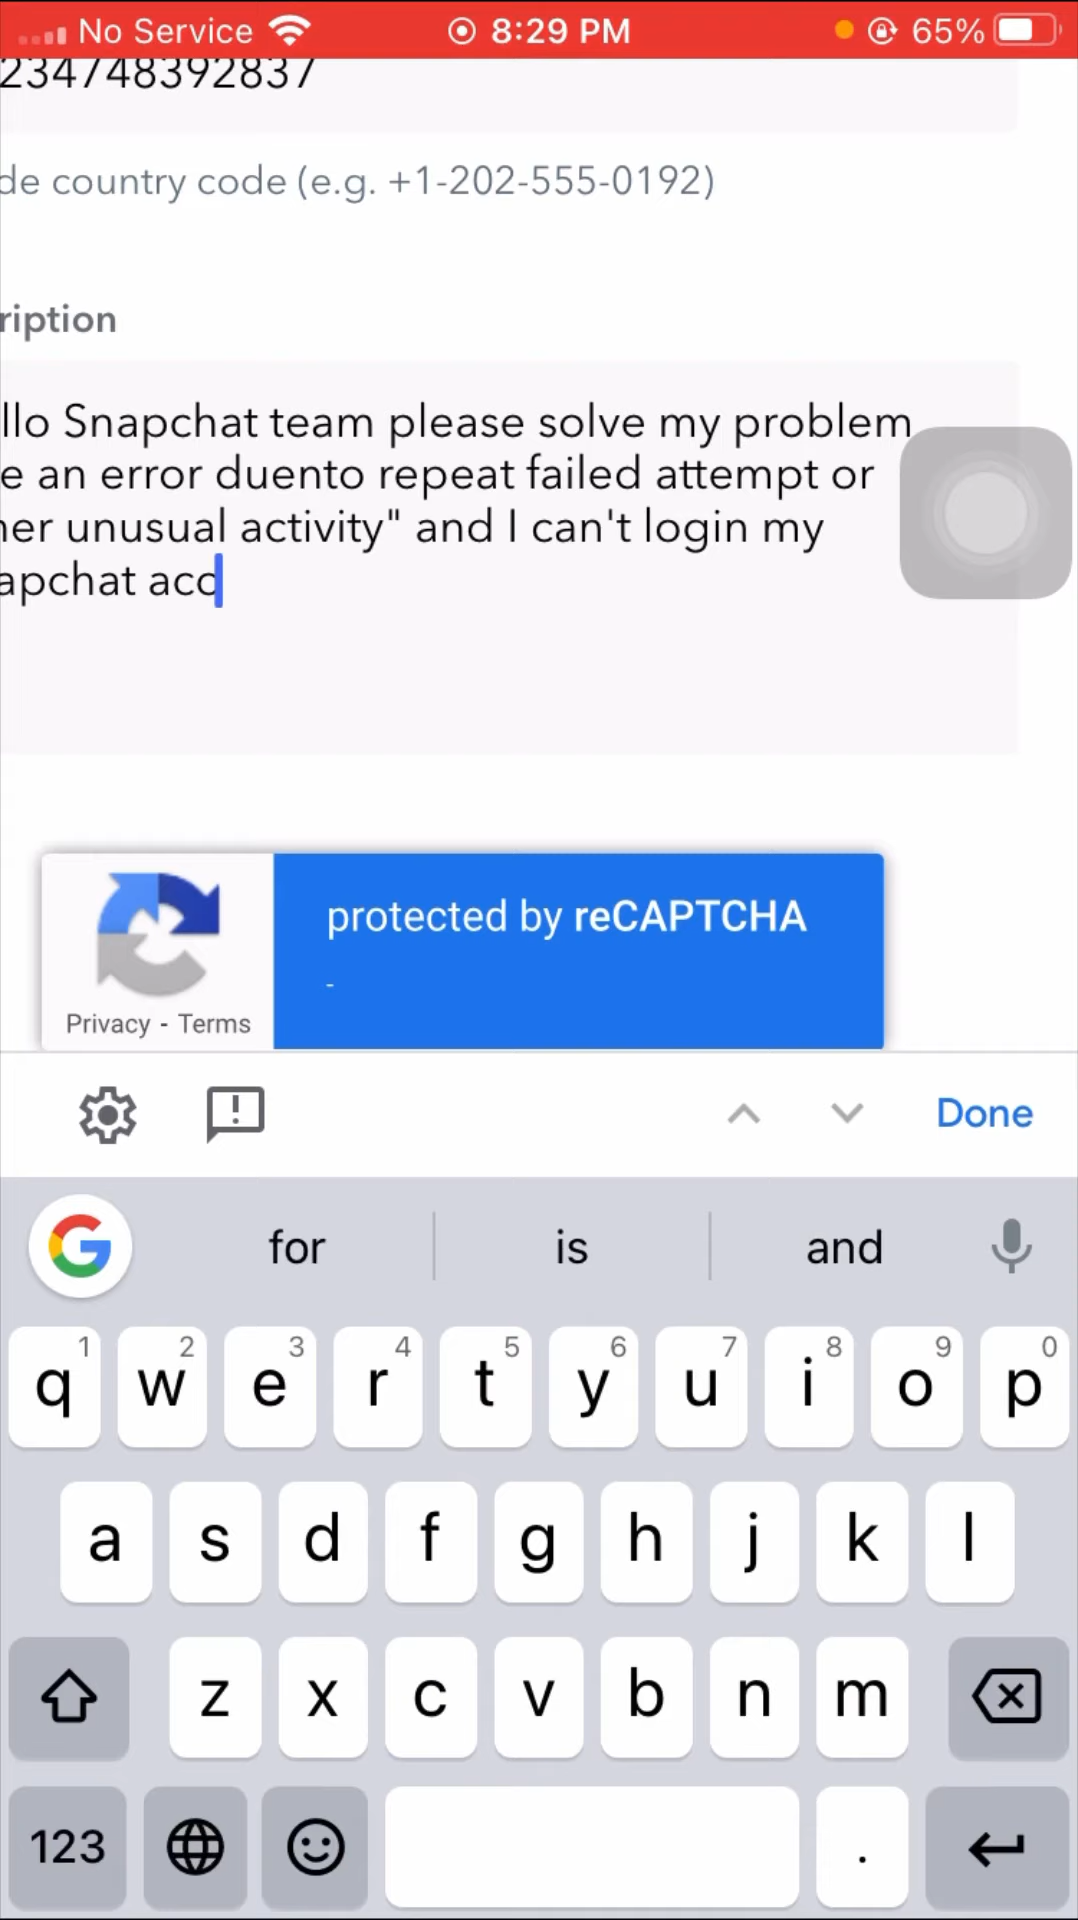 No Service 8:29 PM 65%
234748392837
de country code (e.g. +1-202-555-0192)
ription
llo Snapchat team please solve my problem
e an error duento repeat failed attempt or
her unusual activity" and I can't login my
apchat acc
protected by reCAPTCHA
-
Privacy - Terms
Done
for is and
1 2 3 4 5 6 7 8 9 0
q w e r t y u i o p
a s d f g h j k l
z x c v b n m
123 .